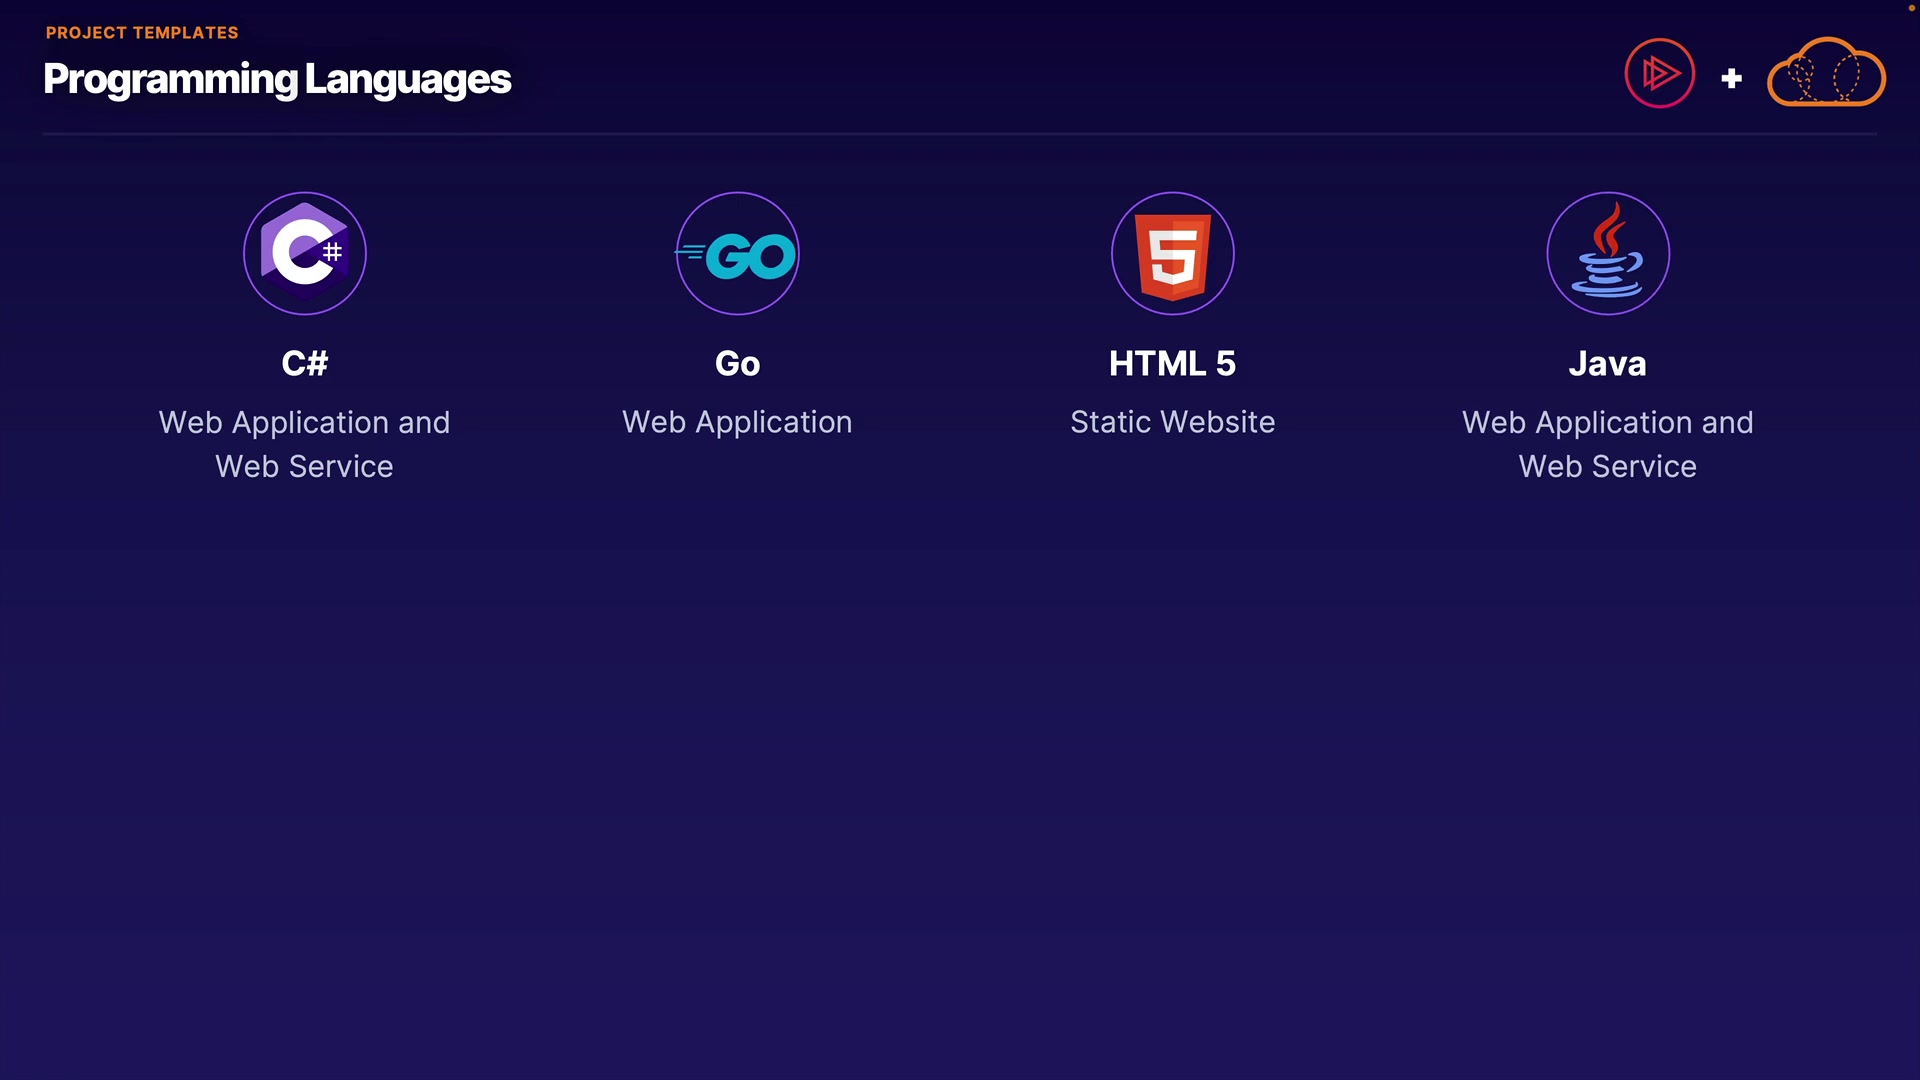 PROJECT TEMPLATES
Programming Languages
+
C#
GO
5
C#
Go
HTML 5
Java
Web Application and
Web Service
Web Application
Static Website
Web Application and
Web Service